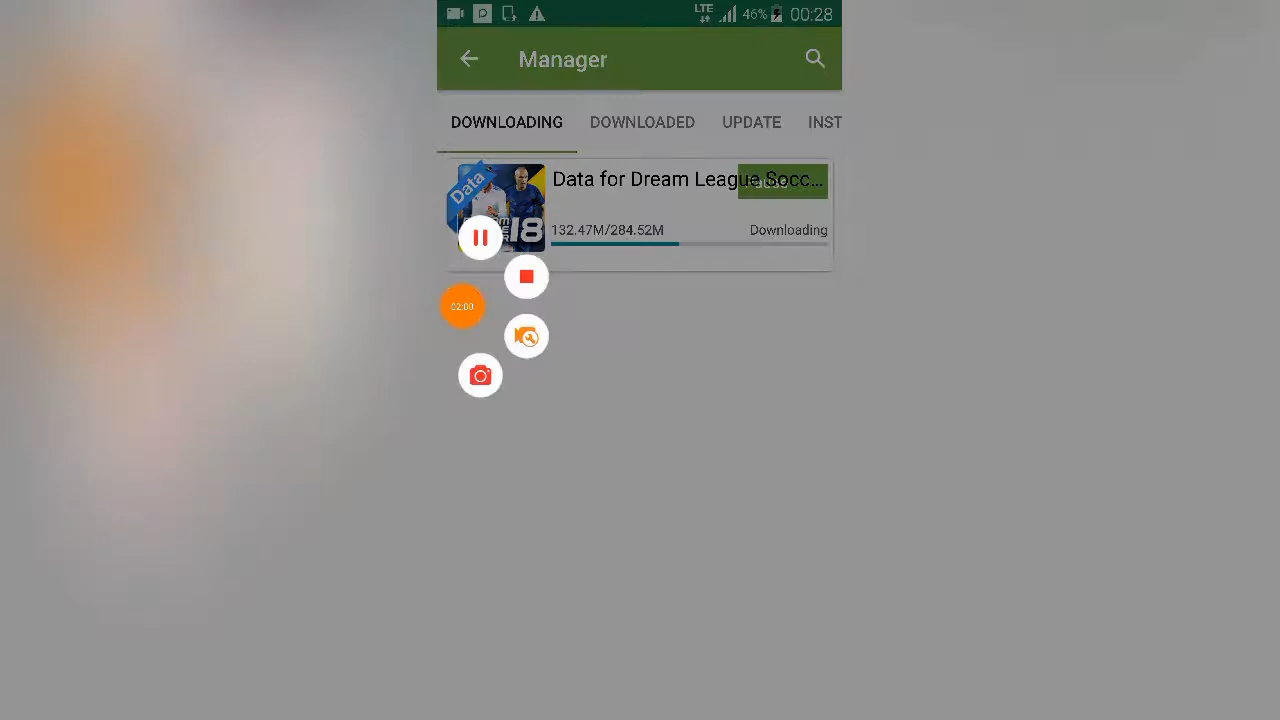 LTE 46% 00:28
Manager
DOWNLOADING DOWNLOADED UPDATE INST
Data
18
Data for Dream League Socc...
132.47M/284.52M Downloading
02:00